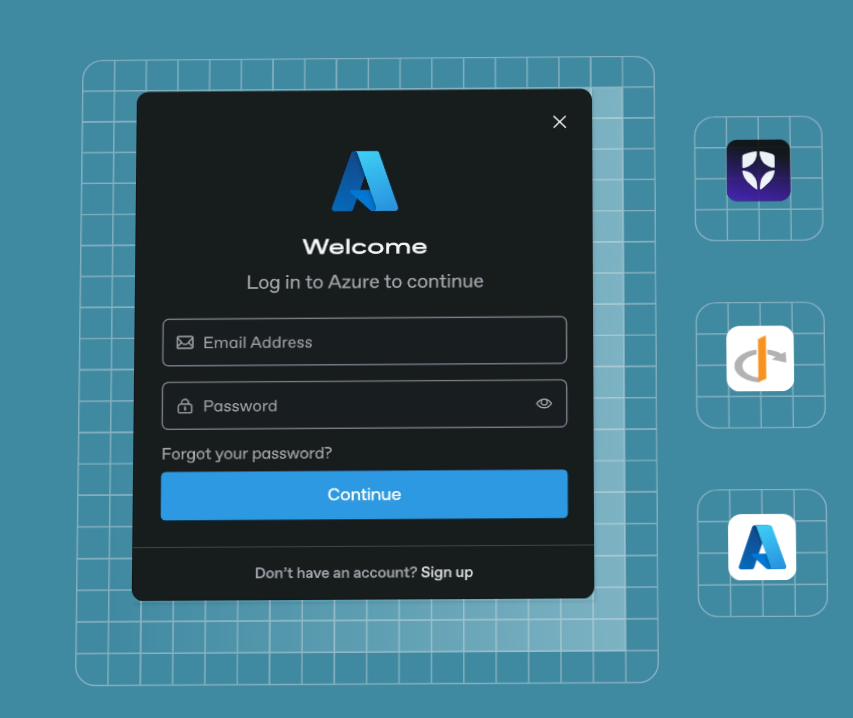 Welcome
Log in to Azure to continue
Email Address
Password
Forgot your password?
Continue
Don’t have an account? Sign up